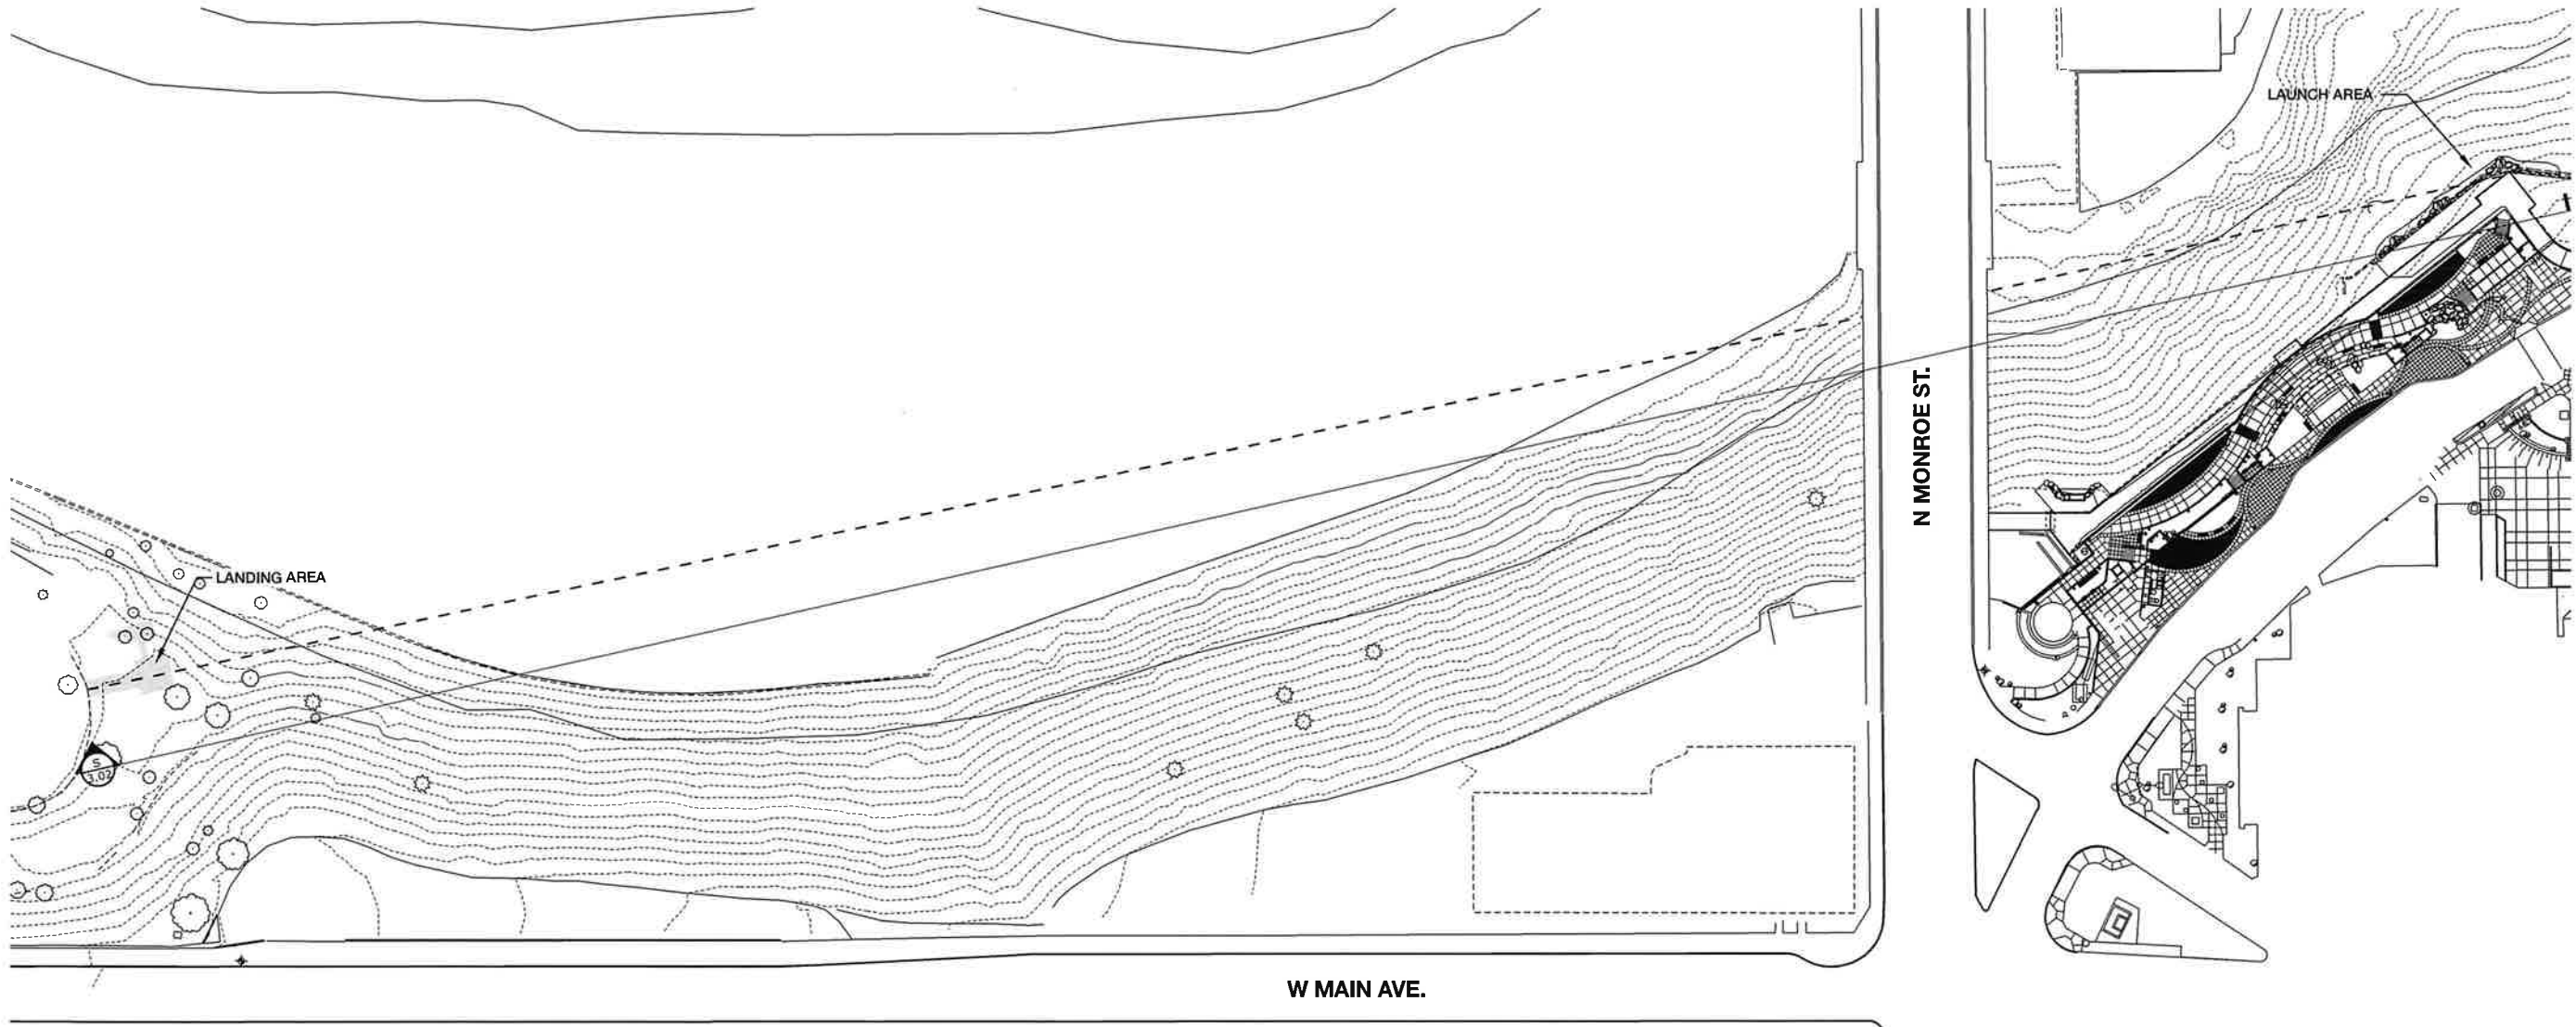 LAUNCH AREA
N MONROE ST.
LANDING AREA
S
3.02
W MAIN AVE.